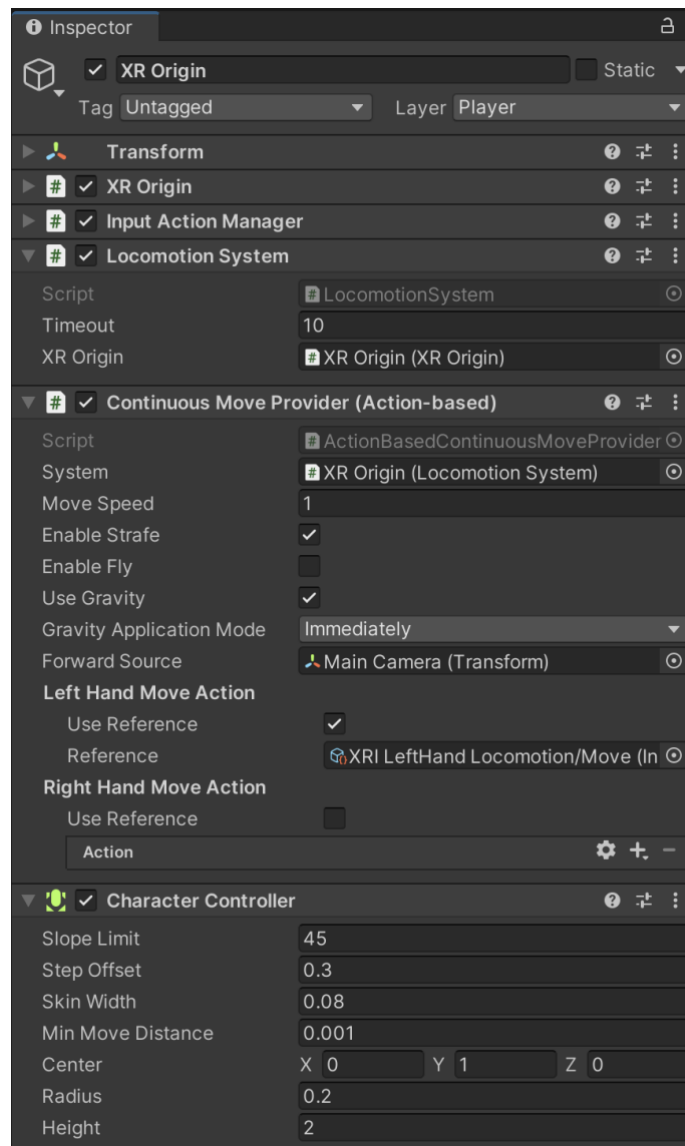 Inspector
XR Origin Static
Tag Untagged Layer Player
Transform
# XR Origin
# Input Action Manager
# Locomotion System
Script # LocomotionSystem
Timeout 10
XR Origin # XR Origin (XR Origin)
# Continuous Move Provider (Action-based)
Script # ActionBasedContinuousMoveProvider
System # XR Origin (Locomotion System)
Move Speed 1
Enable Strafe
Enable Fly
Use Gravity
Gravity Application Mode Immediately
Forward Source Main Camera (Transform)
Left Hand Move Action
Use Reference
Reference XRI LeftHand Locomotion/Move (In
Right Hand Move Action
Use Reference
Action
Character Controller
Slope Limit 45
Step Offset 0.3
Skin Width 0.08
Min Move Distance 0.001
Center X 0 Y 1 Z 0
Radius 0.2
Height 2